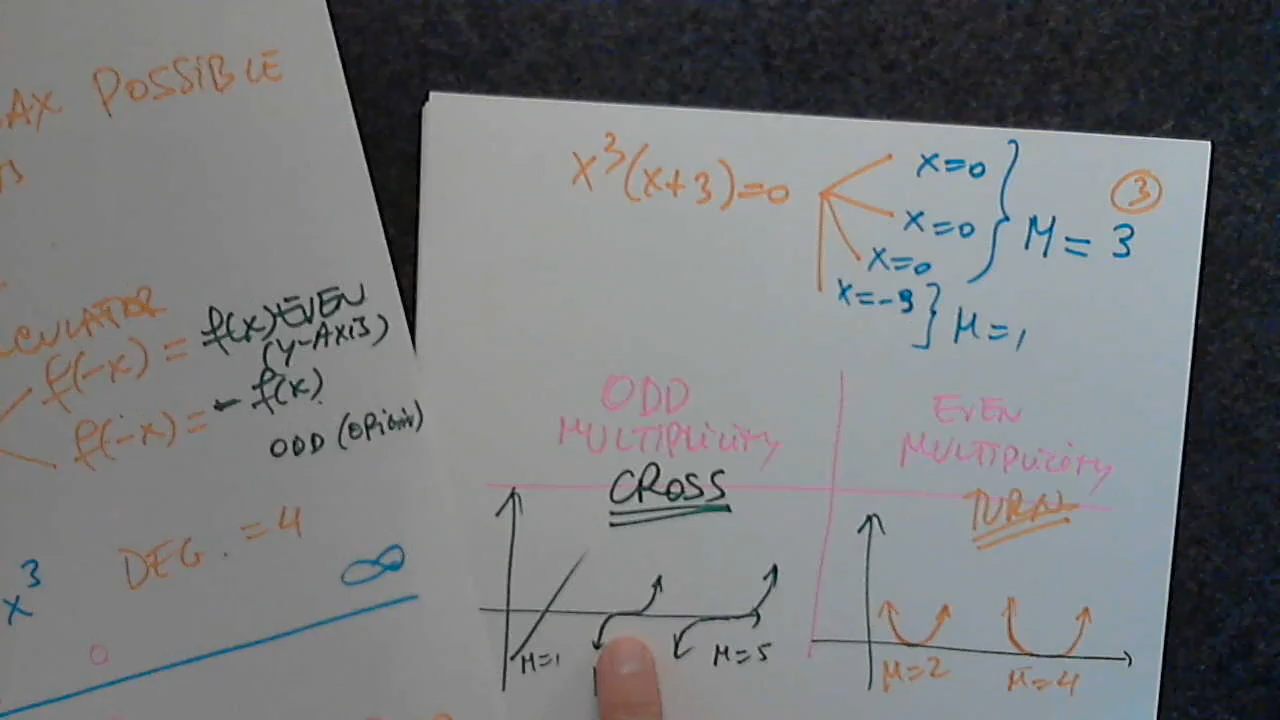 AX POSSIBLE
CULATOR
f(-x) = f(x) EVEN
(Y-AXIS)
f(-x) = - f(x)
ODD
DEG. = 4
x³
∞
x³(x+3)=0
x=0
x=0
x=0
M = 3
x=-3
M=1
3
ODD
MULTIPLICITY
CROSS
M=1
M=5
EVEN
MULTIPLICITY
TURN
M=2
M=4